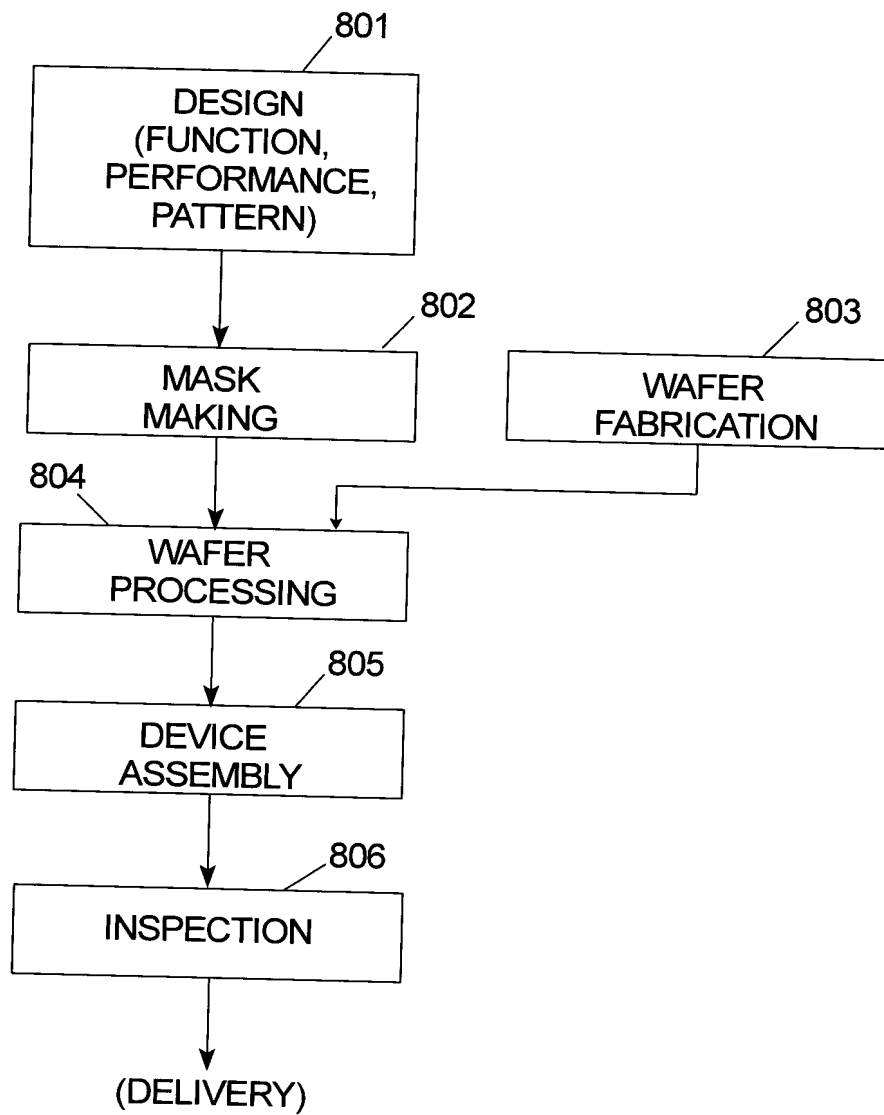 801
DESIGN
(FUNCTION,
PERFORMANCE,
PATTERN)
802
MASK
MAKING
803
WAFER
FABRICATION
804
WAFER
PROCESSING
805
DEVICE
ASSEMBLY
806
INSPECTION
(DELIVERY)